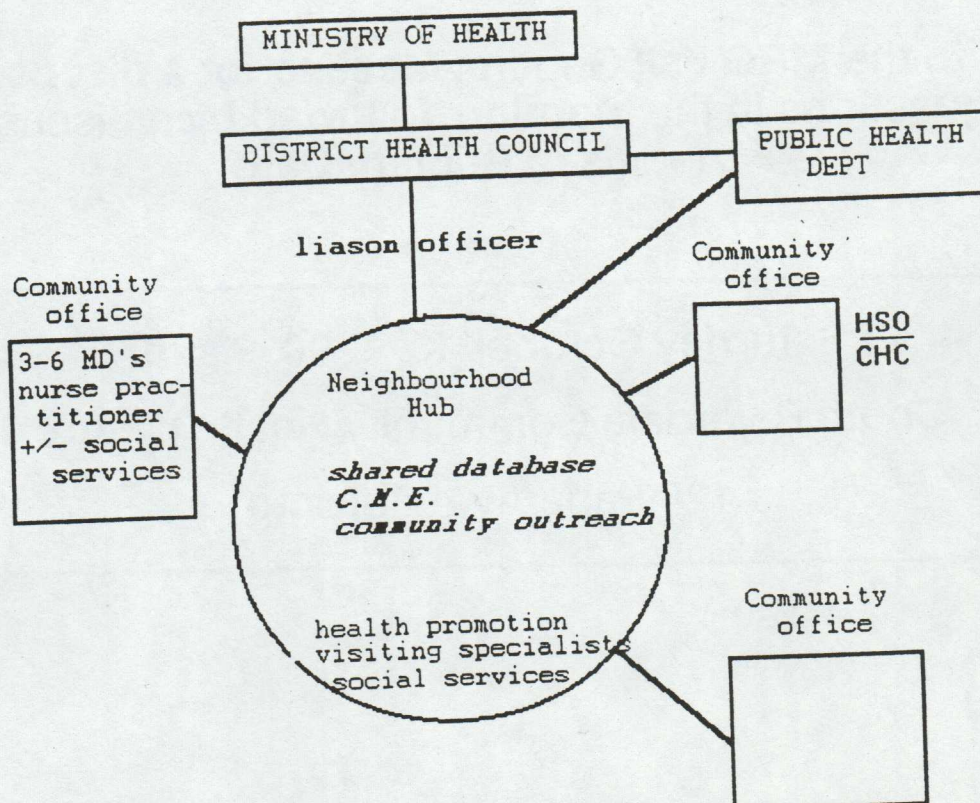 MINISTRY OF HEALTH
DISTRICT HEALTH COUNCIL
PUBLIC HEALTH
DEPT
liason officer
Community
office
HSO
CHC
Community
office
3-6 MD's
nurse prac-
titioner
+/- social
services
Neighbourhood
Hub
shared database
C.M.E.
community outreach
health promotion
visiting specialists
social services
Community
office